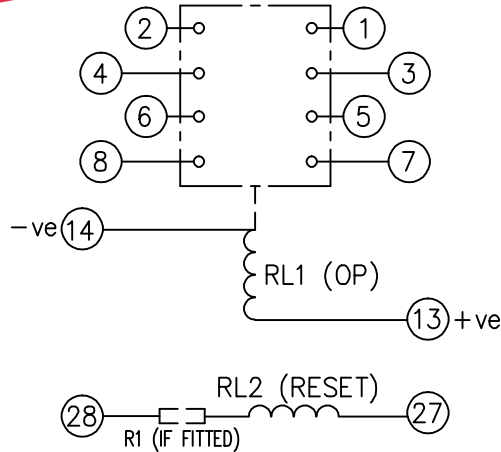 2 1
4 3
6 5
8 7
-ve 14
RL1 (OP)
13 +ve
RL2 (RESET)
28 27
R1 (IF FITTED)